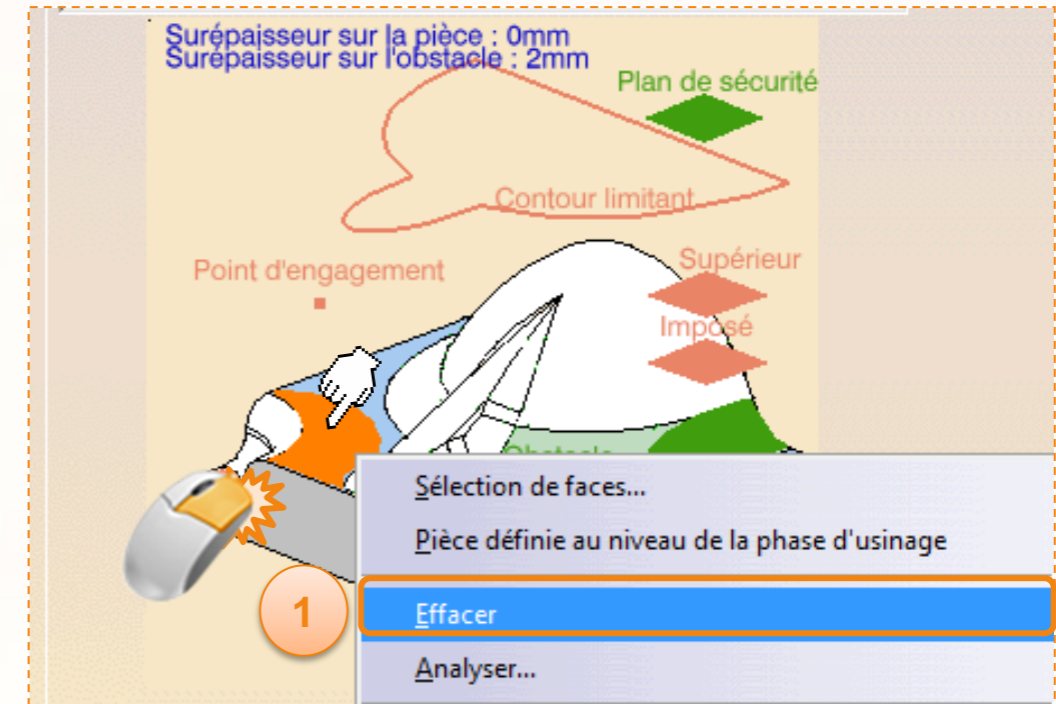 Surépaisseur sur la pièce : 0mm
Surépaisseur sur l'obstacle : 2mm
Plan de sécurité
Contour limitant
Point d'engagement
Supérieur
Imposé
Obstacle
Sélection de faces...
Pièce définie au niveau de la phase d'usinage
1
Effacer
Analyser...